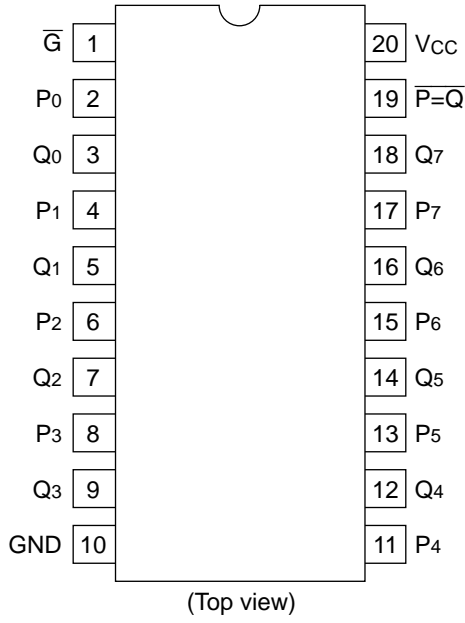 G̅ 1 20 VCC
P0 2 19 P̅=̅Q̅
Q0 3 18 Q7
P1 4 17 P7
Q1 5 16 Q6
P2 6 15 P6
Q2 7 14 Q5
P3 8 13 P5
Q3 9 12 Q4
GND 10 11 P4
(Top view)